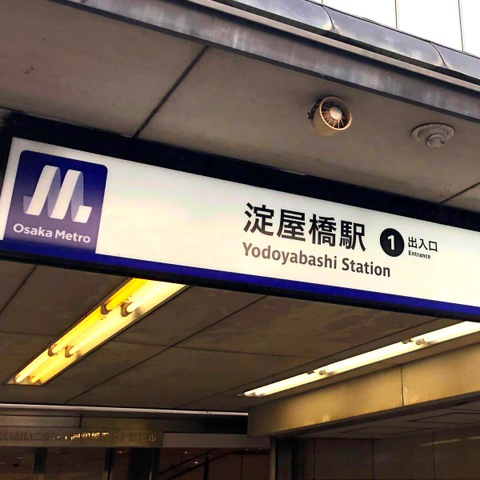 Osaka Metro
淀屋橋駅
Yodoyabashi Station
1
出入口
Entrance